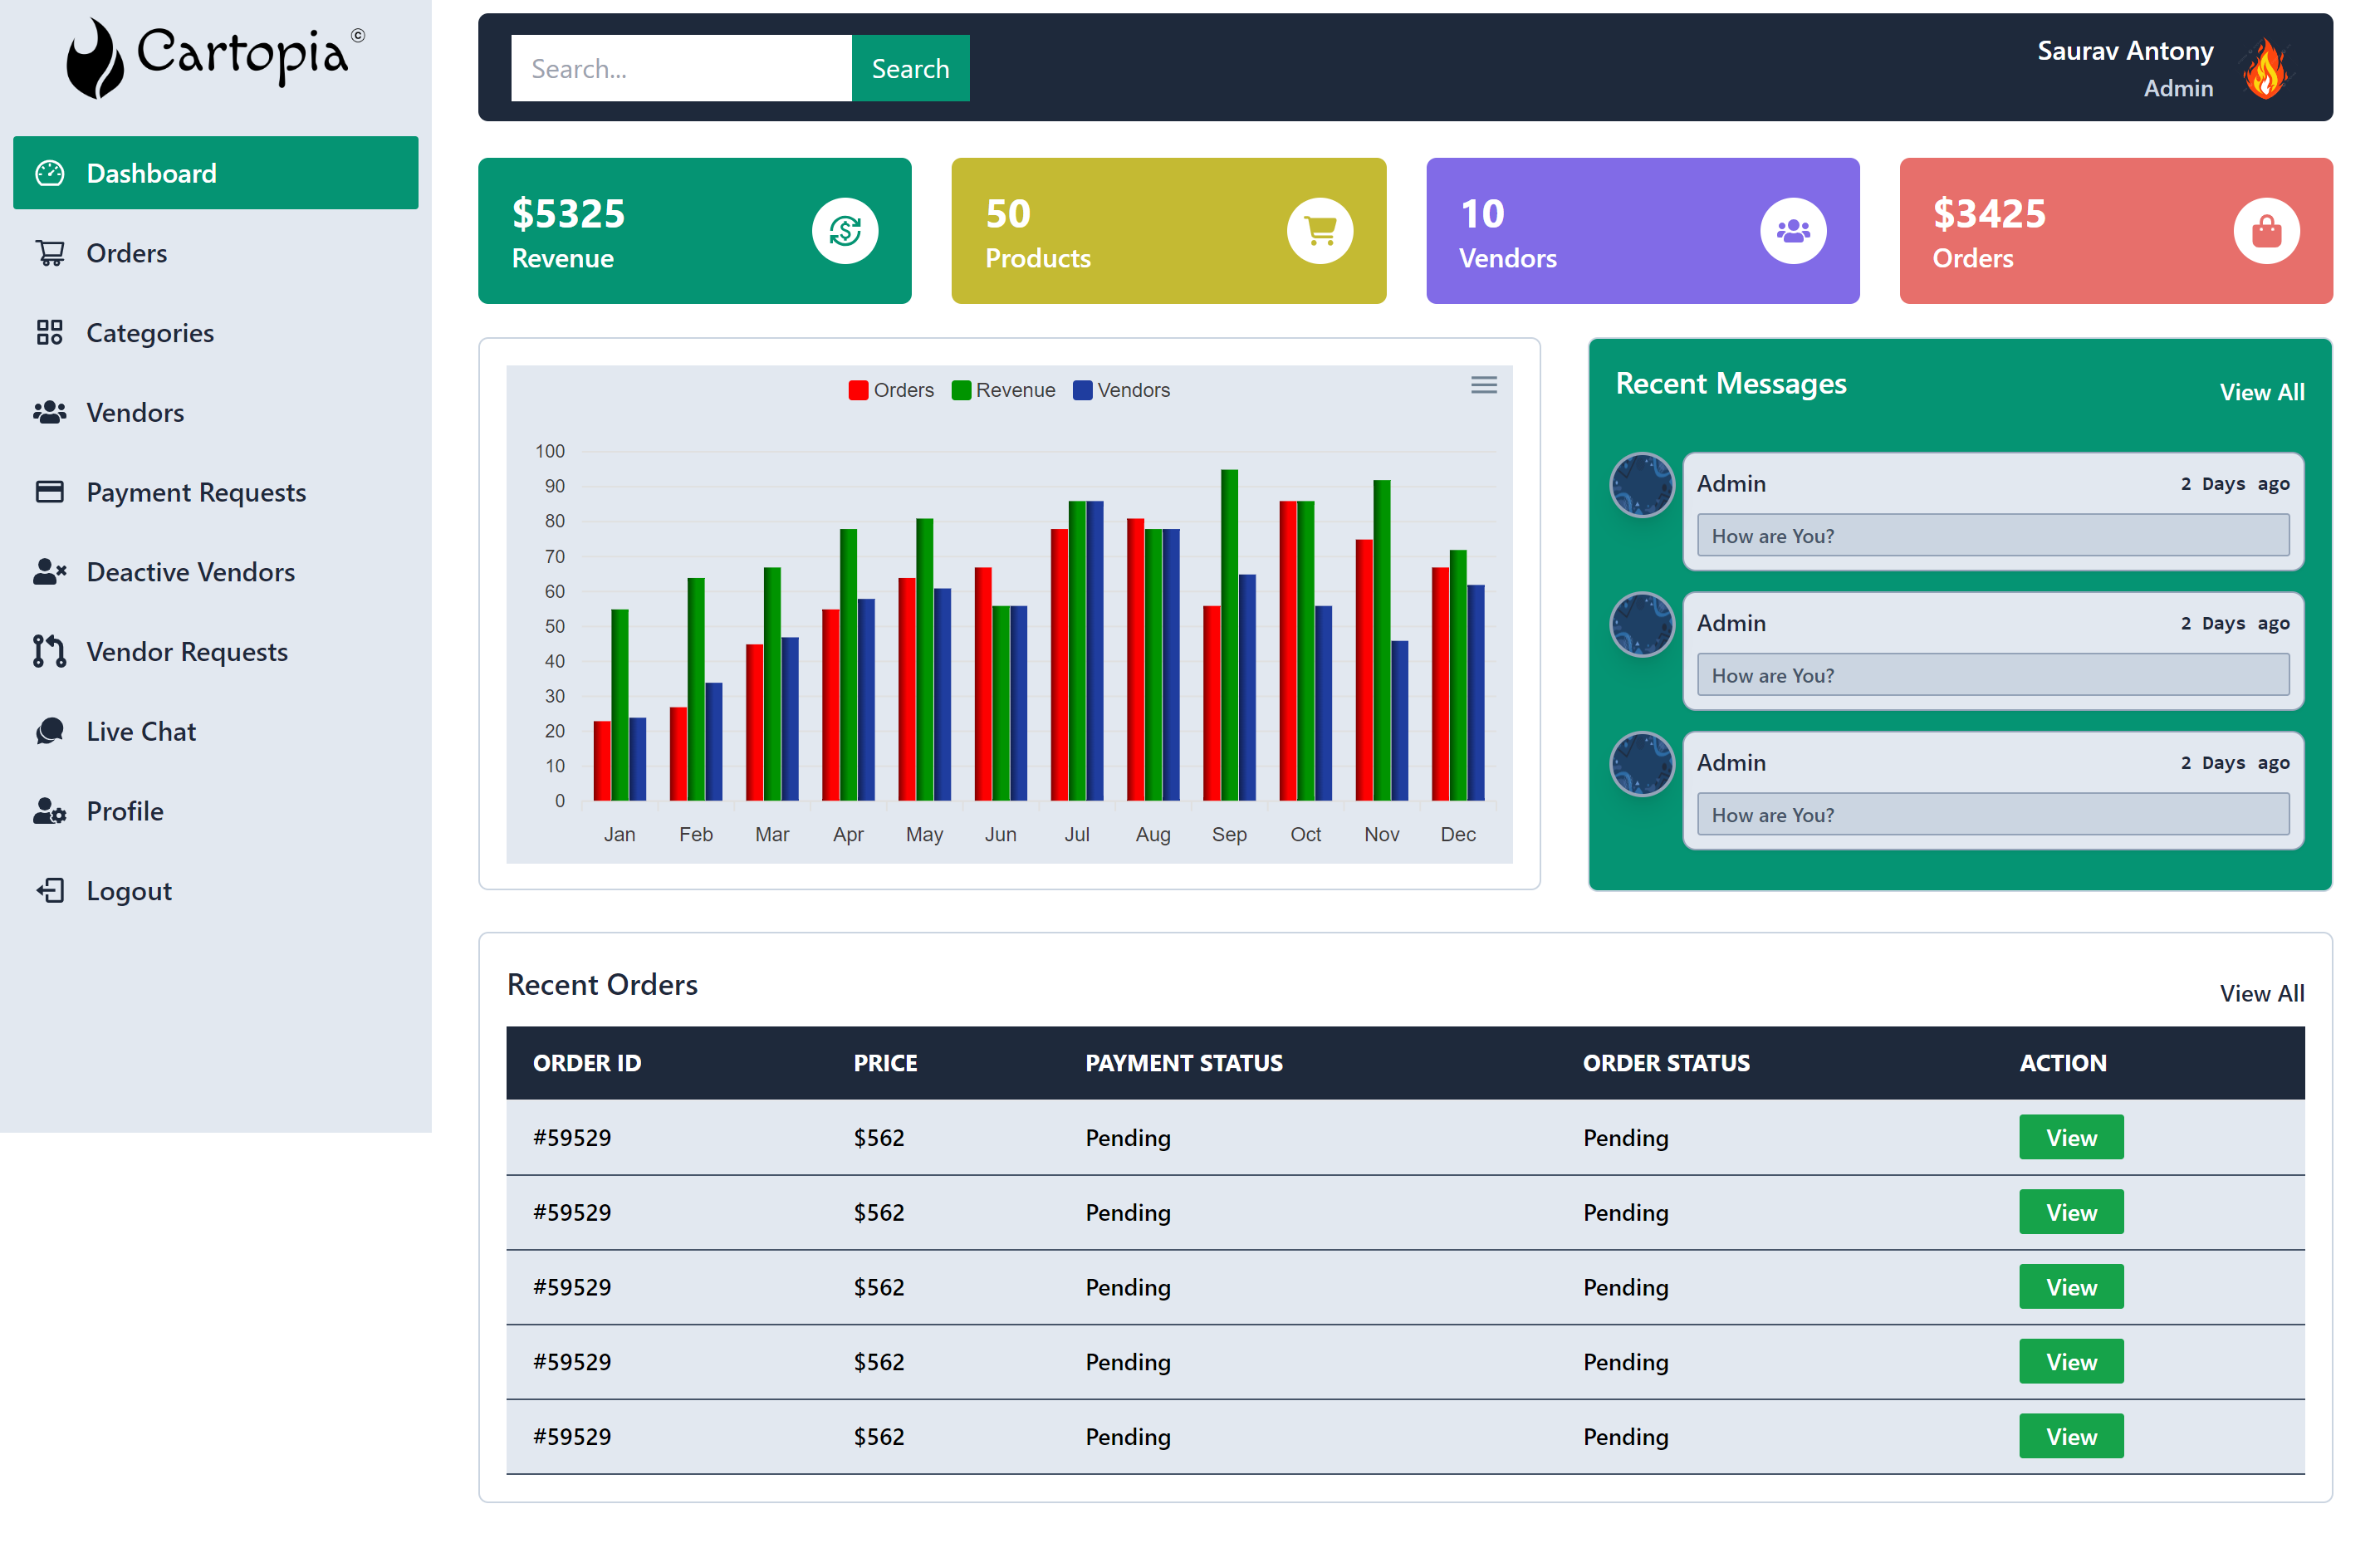 Cartopia©
Dashboard
Orders
Categories
Vendors
Payment Requests
Deactive Vendors
Vendor Requests
Live Chat
Profile
Logout
Search... Search
Saurav Antony
Admin
$5325
Revenue
50
Products
10
Vendors
$3425
Orders
Orders Revenue Vendors
100
90
80
70
60
50
40
30
20
10
0
Jan Feb Mar Apr May Jun Jul Aug Sep Oct Nov Dec
Recent Messages View All
Admin 2 Days ago
How are You?
Admin 2 Days ago
How are You?
Admin 2 Days ago
How are You?
Recent Orders View All
ORDER ID PRICE PAYMENT STATUS ORDER STATUS ACTION
#59529 $562 Pending Pending View
#59529 $562 Pending Pending View
#59529 $562 Pending Pending View
#59529 $562 Pending Pending View
#59529 $562 Pending Pending View